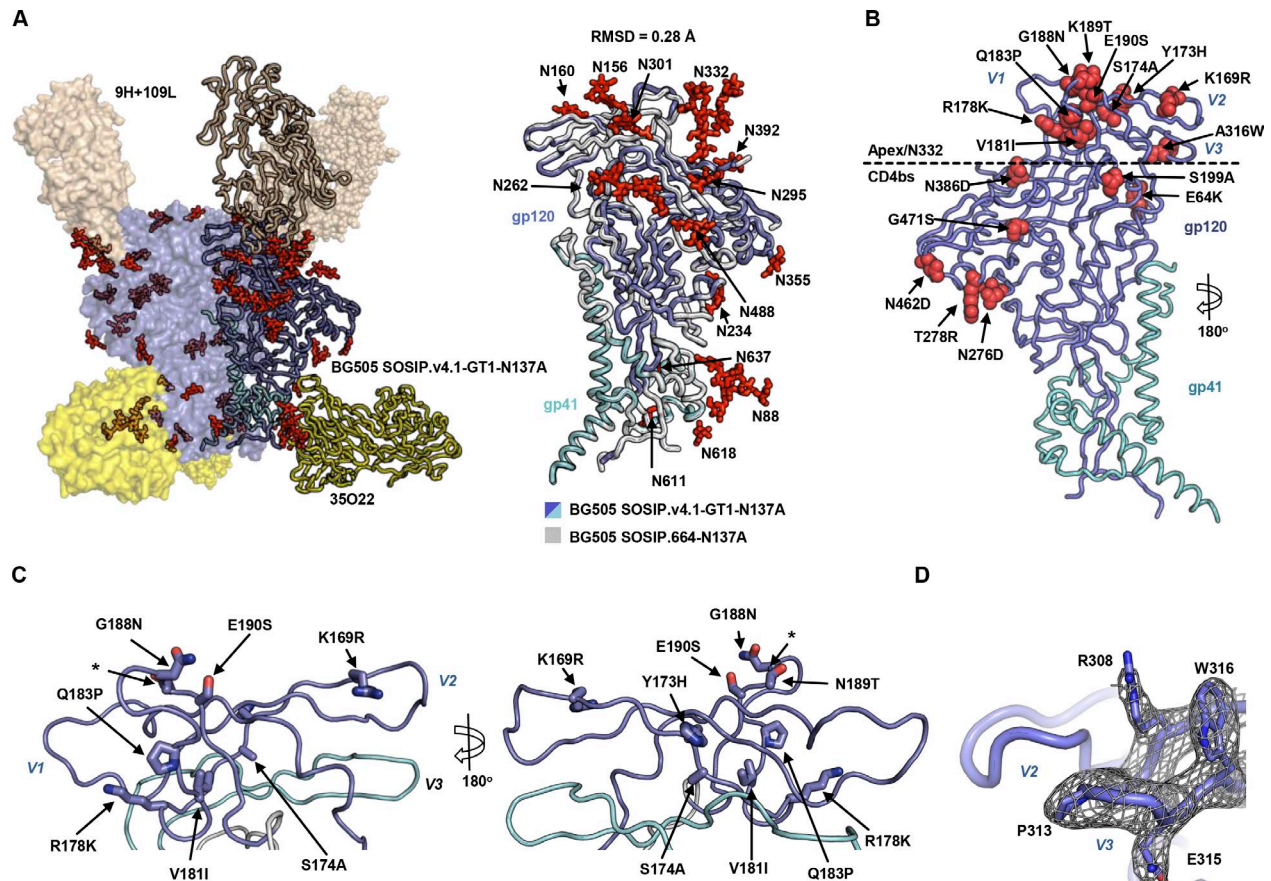 A
9H+109L
BG505 SOSIP.v4.1-GT1-N137A
35O22
RMSD = 0.28 Å
N160
N156
N301
N332
N392
N262
N295
gp120
N355
N488
N234
N637
gp41
N88
N618
N611
BG505 SOSIP.v4.1-GT1-N137A
BG505 SOSIP.664-N137A
B
K189T
G188N
E190S
Q183P
S174A
Y173H
V1
K169R
R178K
V2
A316W
V181I
V3
Apex/N332
CD4bs
S199A
N386D
E64K
G471S
gp120
N462D
T278R
N276D
180o
gp41
C
G188N
E190S
K169R
*
Q183P
V2
V1
V3
180o
R178K
S174A
V181I
G188N
*
E190S
K169R
Y173H
N189T
R178K
S174A
V181I
Q183P
D
R308
W316
V2
P313
V3
E315